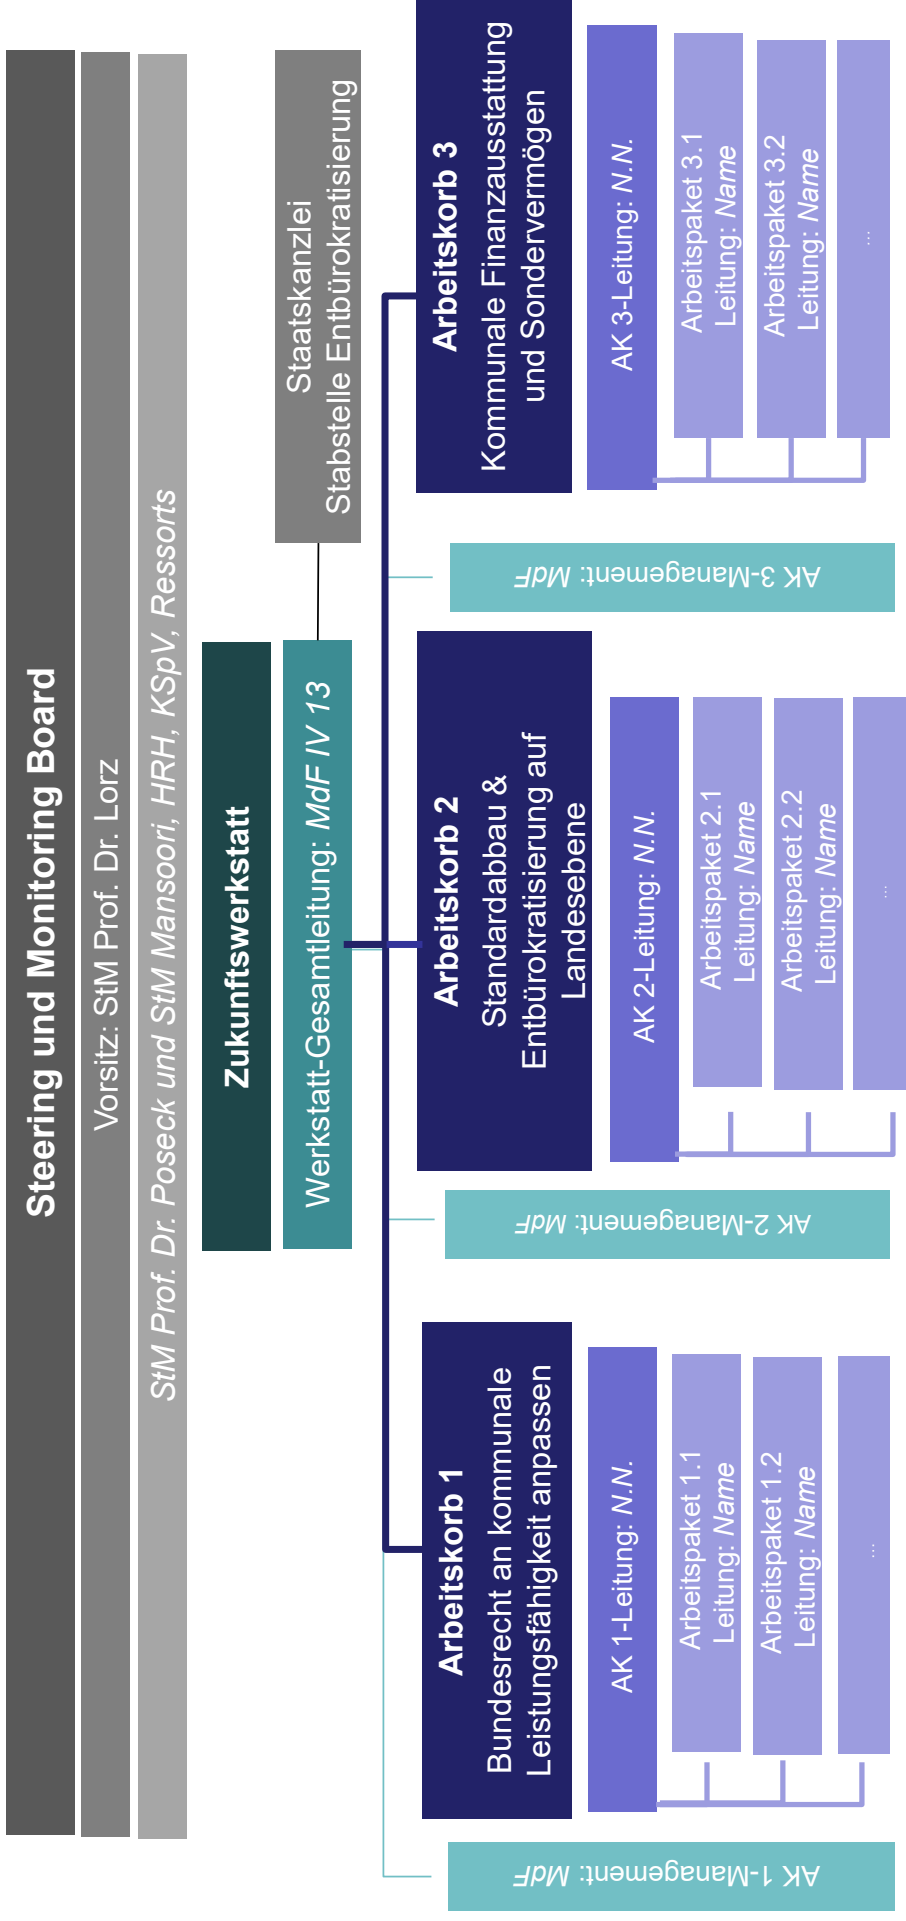 Steering und Monitoring Board
Vorsitz: StM Prof. Dr. Lorz
StM Prof. Dr. Poseck und StM Mansoori, HRH, KSpV, Ressorts
Zukunftswerkstatt
Werkstatt-Gesamtleitung: MdF IV 13
Staatskanzlei
Stabstelle Entbürokratisierung
AK 1-Management: MdF
Arbeitskorb 1
Bundesrecht an kommunale
Leistungsfähigkeit anpassen
AK 1-Leitung: N.N.
Arbeitspaket 1.1
Leitung: Name
Arbeitspaket 1.2
Leitung: Name
...
AK 2-Management: MdF
Arbeitskorb 2
Standardabbau &
Entbürokratisierung auf
Landesebene
AK 2-Leitung: N.N.
Arbeitspaket 2.1
Leitung: Name
Arbeitspaket 2.2
Leitung: Name
...
AK 3-Management: MdF
Arbeitskorb 3
Kommunale Finanzausstattung
und Sondervermögen
AK 3-Leitung: N.N.
Arbeitspaket 3.1
Leitung: Name
Arbeitspaket 3.2
Leitung: Name
...